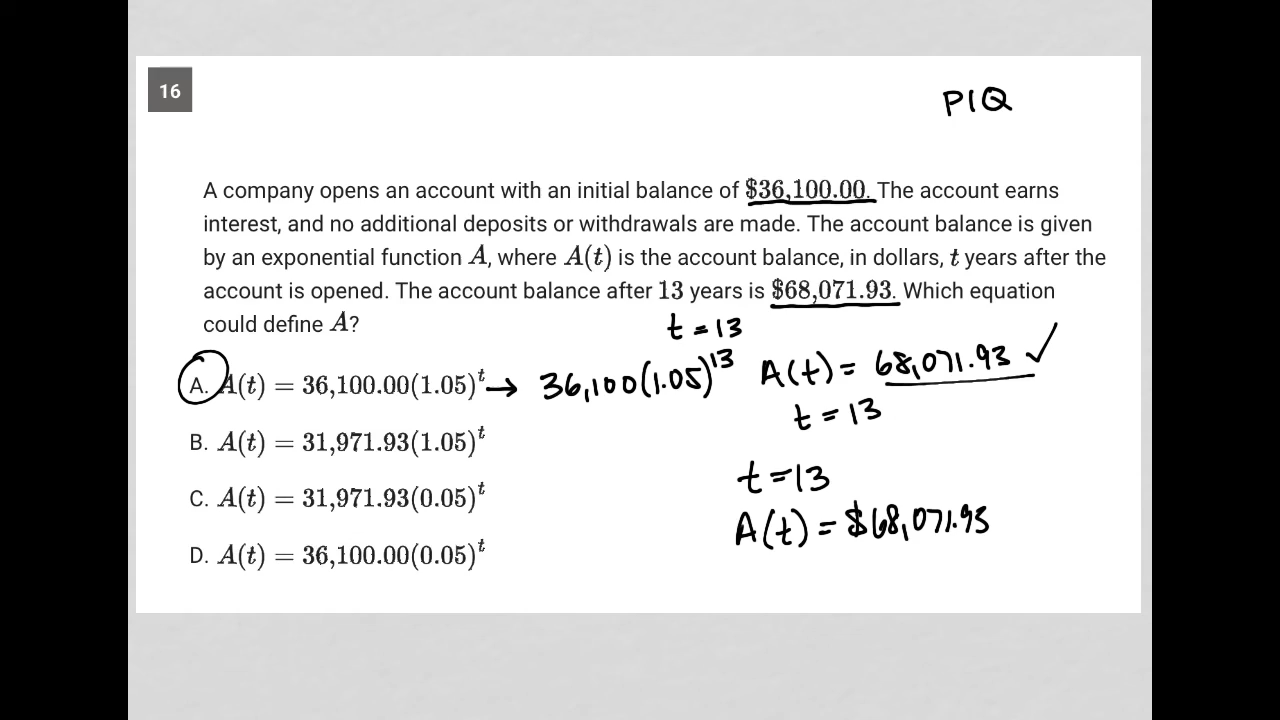 16
PIQ
A company opens an account with an initial balance of $36,100.00. The account earns
interest, and no additional deposits or withdrawals are made. The account balance is given
by an exponential function A, where A(t) is the account balance, in dollars, t years after the
account is opened. The account balance after 13 years is $68,071.93. Which equation
could define A?
t = 13
A. A(t) = 36,100.00(1.05)^t → 36,100(1.05)^13 A(t) = 68,071.93 ✓
t = 13
B. A(t) = 31,971.93(1.05)^t
t = 13
C. A(t) = 31,971.93(0.05)^t
A(t) = $68,071.93
D. A(t) = 36,100.00(0.05)^t